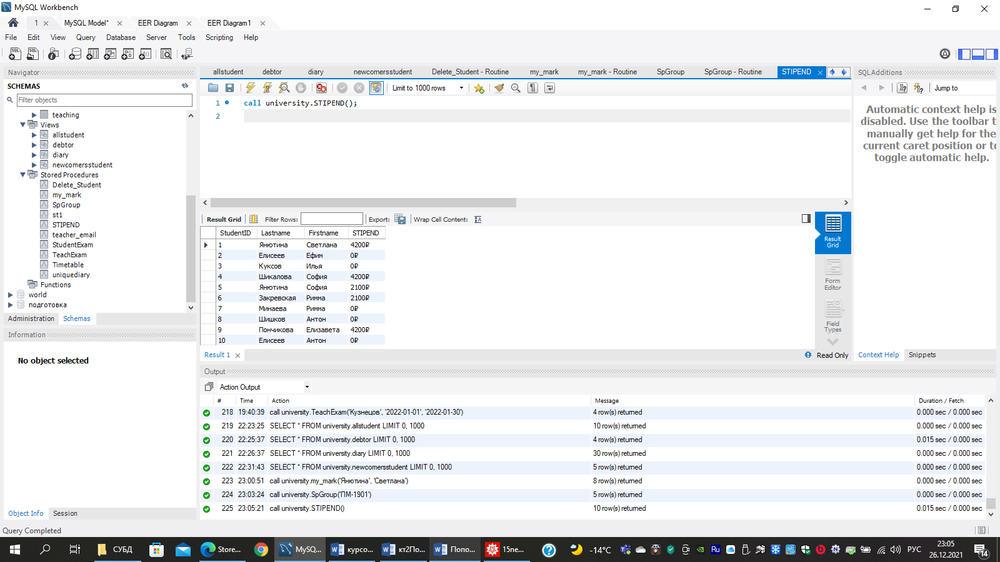 MySQL Workbench
1 MySQL Model* EER Diagram EER Diagram1
File Edit View Query Database Server Tools Scripting Help
Navigator
SCHEMAS
Filter objects
teaching
Views
allstudent
debtor
diary
newcomersstudent
Stored Procedures
Delete_Student
my_mark
SpGroup
st1
STIPEND
teacher_email
StudentExam
TeachExam
Timetable
uniquediary
Functions
world
подготовка
Administration Schemas
Information
No object selected
Object Info Session
allstudent debtor diary newcomersstudent Delete_Student - Routine my_mark my_mark - Routine SpGroup SpGroup - Routine STIPEND
Limit to 1000 rows
1 call university.STIPEND();
2
Result Grid Filter Rows: Export: Wrap Cell Content:
StudentID Lastname Firstname STIPEND
1 Янютина Светлана 4200₽
2 Елисеев Ефим 0₽
3 Куксов Илья 0₽
4 Шикалова София 4200₽
5 Янютина София 2100₽
6 Закревская Римма 2100₽
7 Минаева Римма 0₽
8 Шишков Антон 0₽
9 Пончикова Елизавета 4200₽
10 Елисеев Антон 0₽
Result Grid
Form Editor
Field Types
Result 1
Read Only
SQLAdditions
Jump to
Automatic context help is
disabled. Use the toolbar t
manually get help for the
current caret position or to
toggle automatic help.
Context Help Snippets
Output
Action Output
# Time Action Message Duration / Fetch
218 19:40:39 call university.TeachExam('Кузнецов', '2022-01-01', '2022-01-30') 4 row(s) returned 0.000 sec / 0.000 sec
219 22:23:25 SELECT * FROM university.allstudent LIMIT 0, 1000 10 row(s) returned 0.000 sec / 0.000 sec
220 22:25:37 SELECT * FROM university.debtor LIMIT 0, 1000 4 row(s) returned 0.015 sec / 0.000 sec
221 22:26:37 SELECT * FROM university.diary LIMIT 0, 1000 30 row(s) returned 0.000 sec / 0.000 sec
222 22:31:43 SELECT * FROM university.newcomersstudent LIMIT 0, 1000 5 row(s) returned 0.000 sec / 0.000 sec
223 23:00:51 call university.my_mark('Янютина', 'Светлана') 8 row(s) returned 0.000 sec / 0.000 sec
224 23:03:24 call university.SpGroup('ПМ-1901') 5 row(s) returned 0.000 sec / 0.000 sec
225 23:05:21 call university.STIPEND() 10 row(s) returned 0.015 sec / 0.000 sec
Query Completed
СУБД Store... MySQ... курсо... кт2По... Попо... 15ne... -14°C Ru РУС 23:05
26.12.2021 14